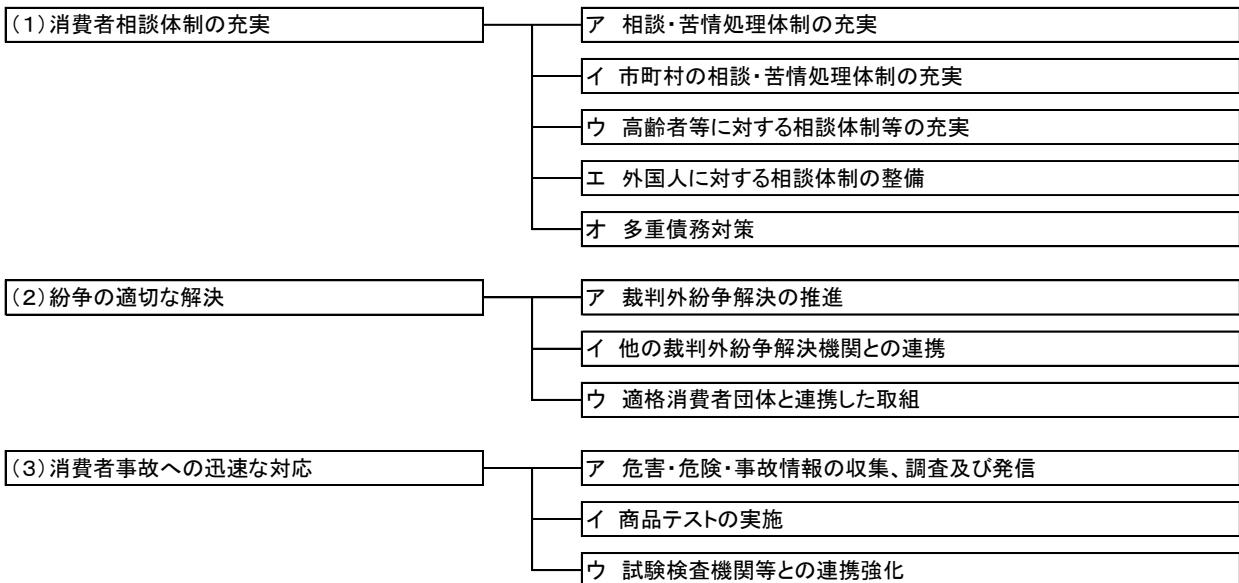 (1)消費者相談体制の充実
ア 相談・苦情処理体制の充実
イ 市町村の相談・苦情処理体制の充実
ウ 高齢者等に対する相談体制等の充実
エ 外国人に対する相談体制の整備
オ 多重債務対策
(2)紛争の適切な解決
ア 裁判外紛争解決の推進
イ 他の裁判外紛争解決機関との連携
ウ 適格消費者団体と連携した取組
(3)消費者事故への迅速な対応
ア 危害・危険・事故情報の収集、調査及び発信
イ 商品テストの実施
ウ 試験検査機関等との連携強化